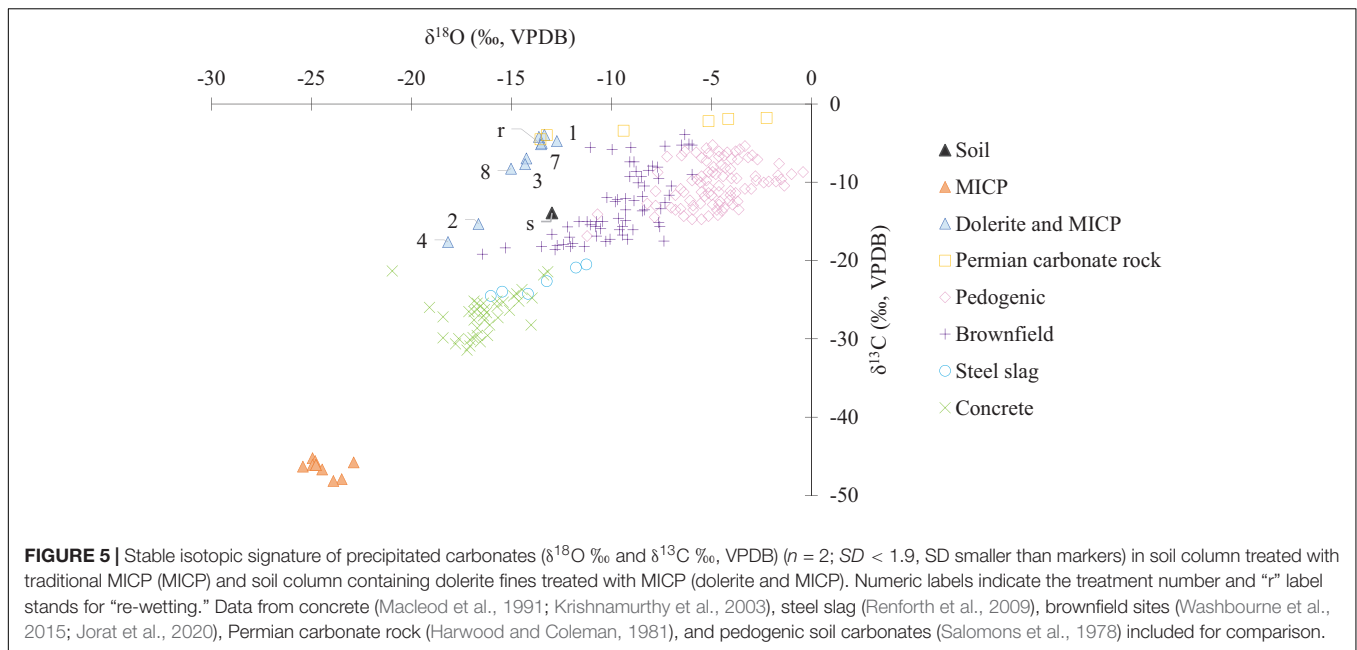 δ18O (‰, VPDB)
-30 -25 -20 -15 -10 -5 0
0
-10
-20
-30
-40
-50
δ13C (‰, VPDB)
r
1
7
8
3
2
4
s
Soil
MICP
Dolerite and MICP
Permian carbonate rock
Pedogenic
Brownfield
Steel slag
Concrete
FIGURE 5 | Stable isotopic signature of precipitated carbonates (δ18O ‰ and δ13C ‰, VPDB) (n = 2; SD < 1.9, SD smaller than markers) in soil column treated with
traditional MICP (MICP) and soil column containing dolerite fines treated with MICP (dolerite and MICP). Numeric labels indicate the treatment number and “r” label
stands for “re-wetting.” Data from concrete (Macleod et al., 1991; Krishnamurthy et al., 2003), steel slag (Renforth et al., 2009), brownfield sites (Washbourne et al.,
2015; Jorat et al., 2020), Permian carbonate rock (Harwood and Coleman, 1981), and pedogenic soil carbonates (Salomons et al., 1978) included for comparison.